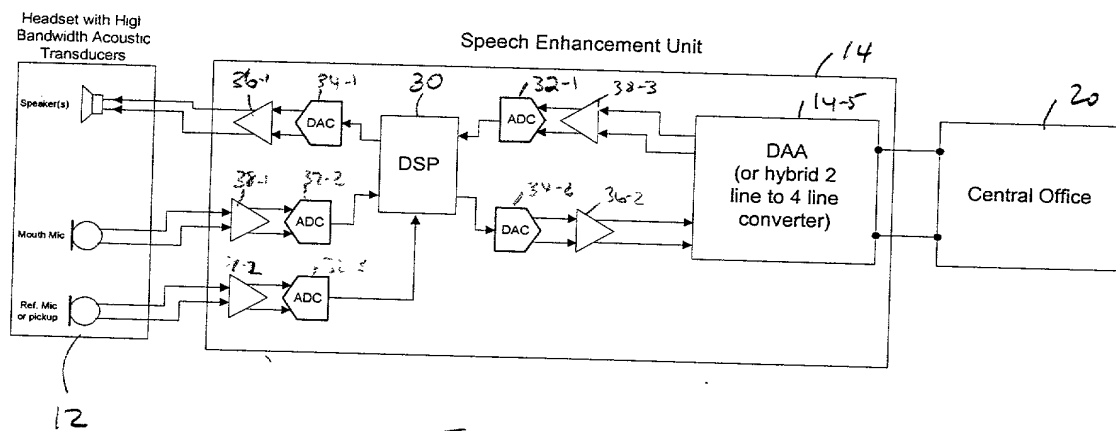 Headset with High
Bandwidth Acoustic
Transducers
Speech Enhancement Unit
14
36-1
34-1
30
32-1
38-3
14-5
20
Speaker(s)
DAC
ADC
DSP
DAA
(or hybrid 2
line to 4 line
converter)
Central Office
38-1
32-2
34-2
36-2
Mouth Mic
ADC
DAC
Ref. Mic
or pickup
ADC
12